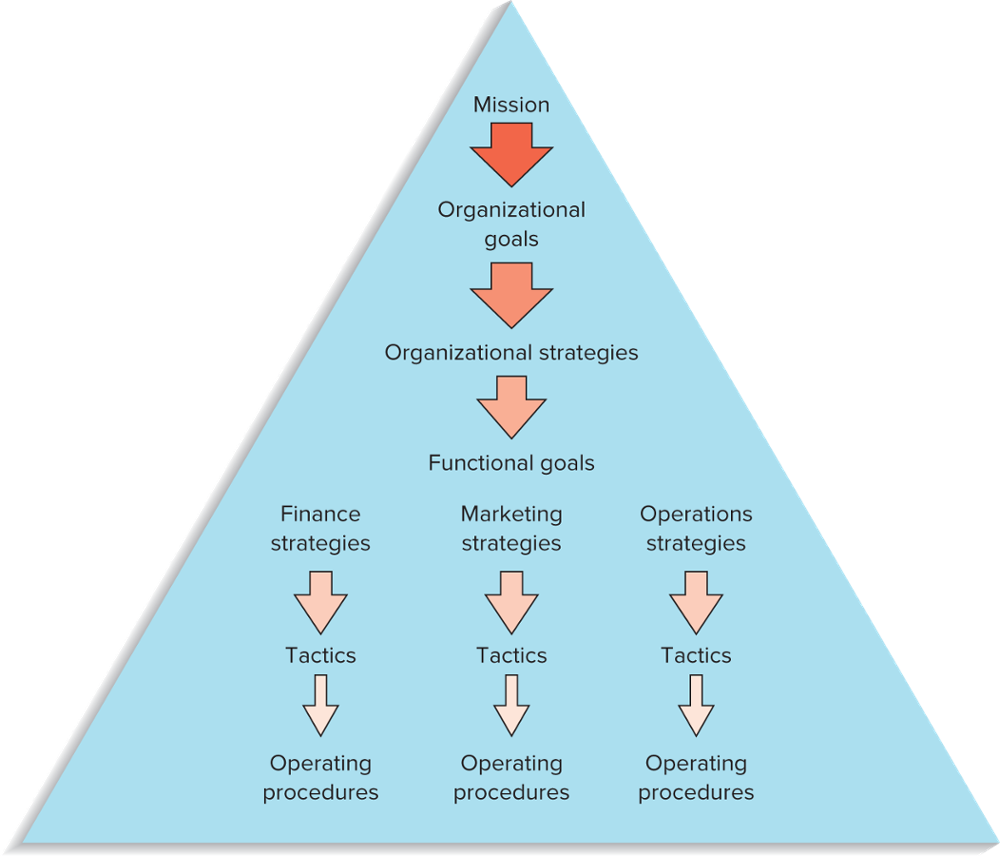 Mission
Organizational
goals
Organizational strategies
Functional goals
Finance
strategies
Marketing
strategies
Operations
strategies
Tactics
Tactics
Tactics
Operating
procedures
Operating
procedures
Operating
procedures